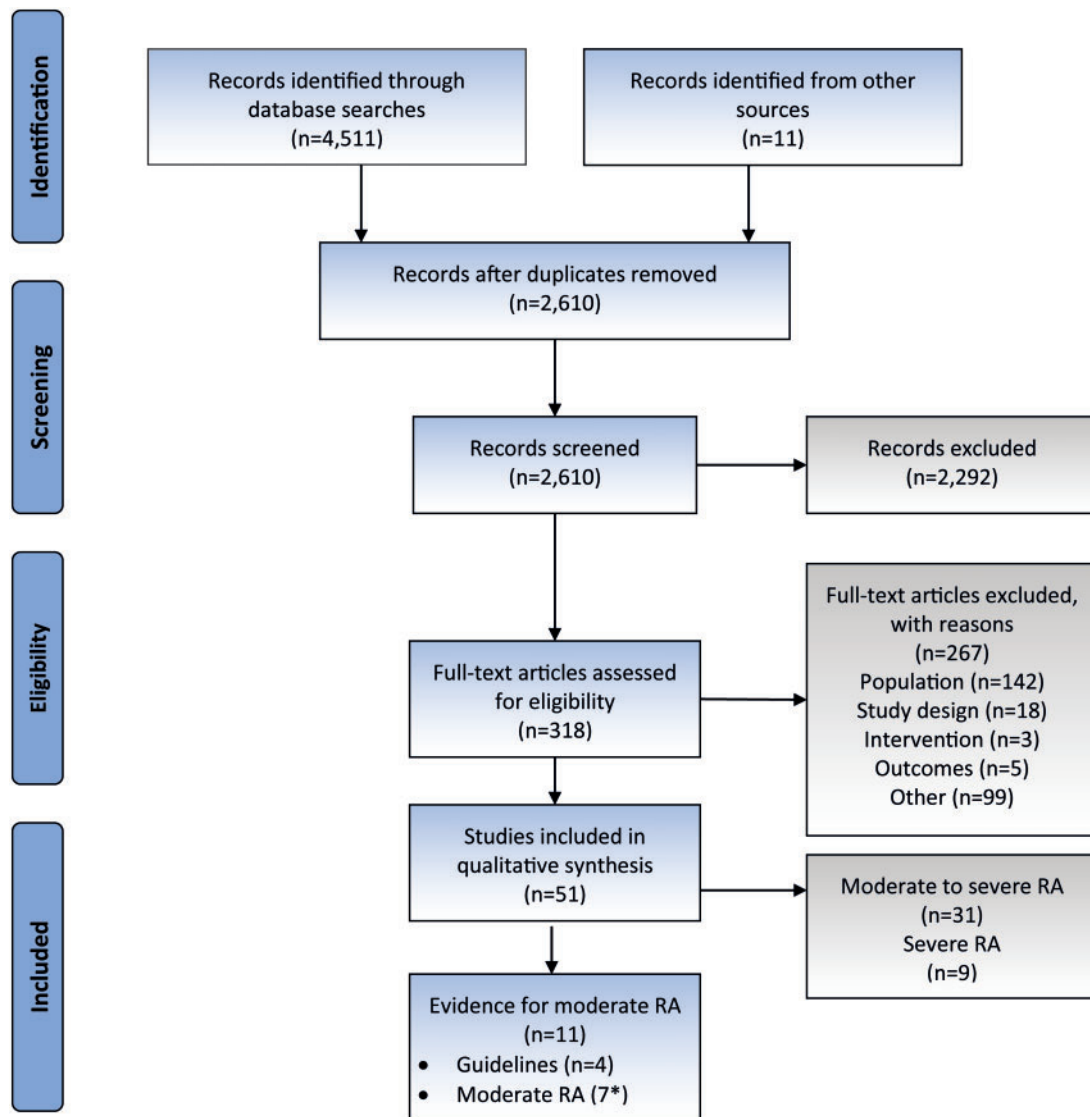 Identification
Records identified through
database searches
(n=4,511)
Records identified from other
sources
(n=11)
Records after duplicates removed
(n=2,610)
Screening
Records screened
(n=2,610)
Records excluded
(n=2,292)
Eligibility
Full-text articles assessed
for eligibility
(n=318)
Full-text articles excluded,
with reasons
(n=267)
Population (n=142)
Study design (n=18)
Intervention (n=3)
Outcomes (n=5)
Other (n=99)
Included
Studies included in
qualitative synthesis
(n=51)
Moderate to severe RA
(n=31)
Severe RA
(n=9)
Evidence for moderate RA
(n=11)
• Guidelines (n=4)
• Moderate RA (7*)